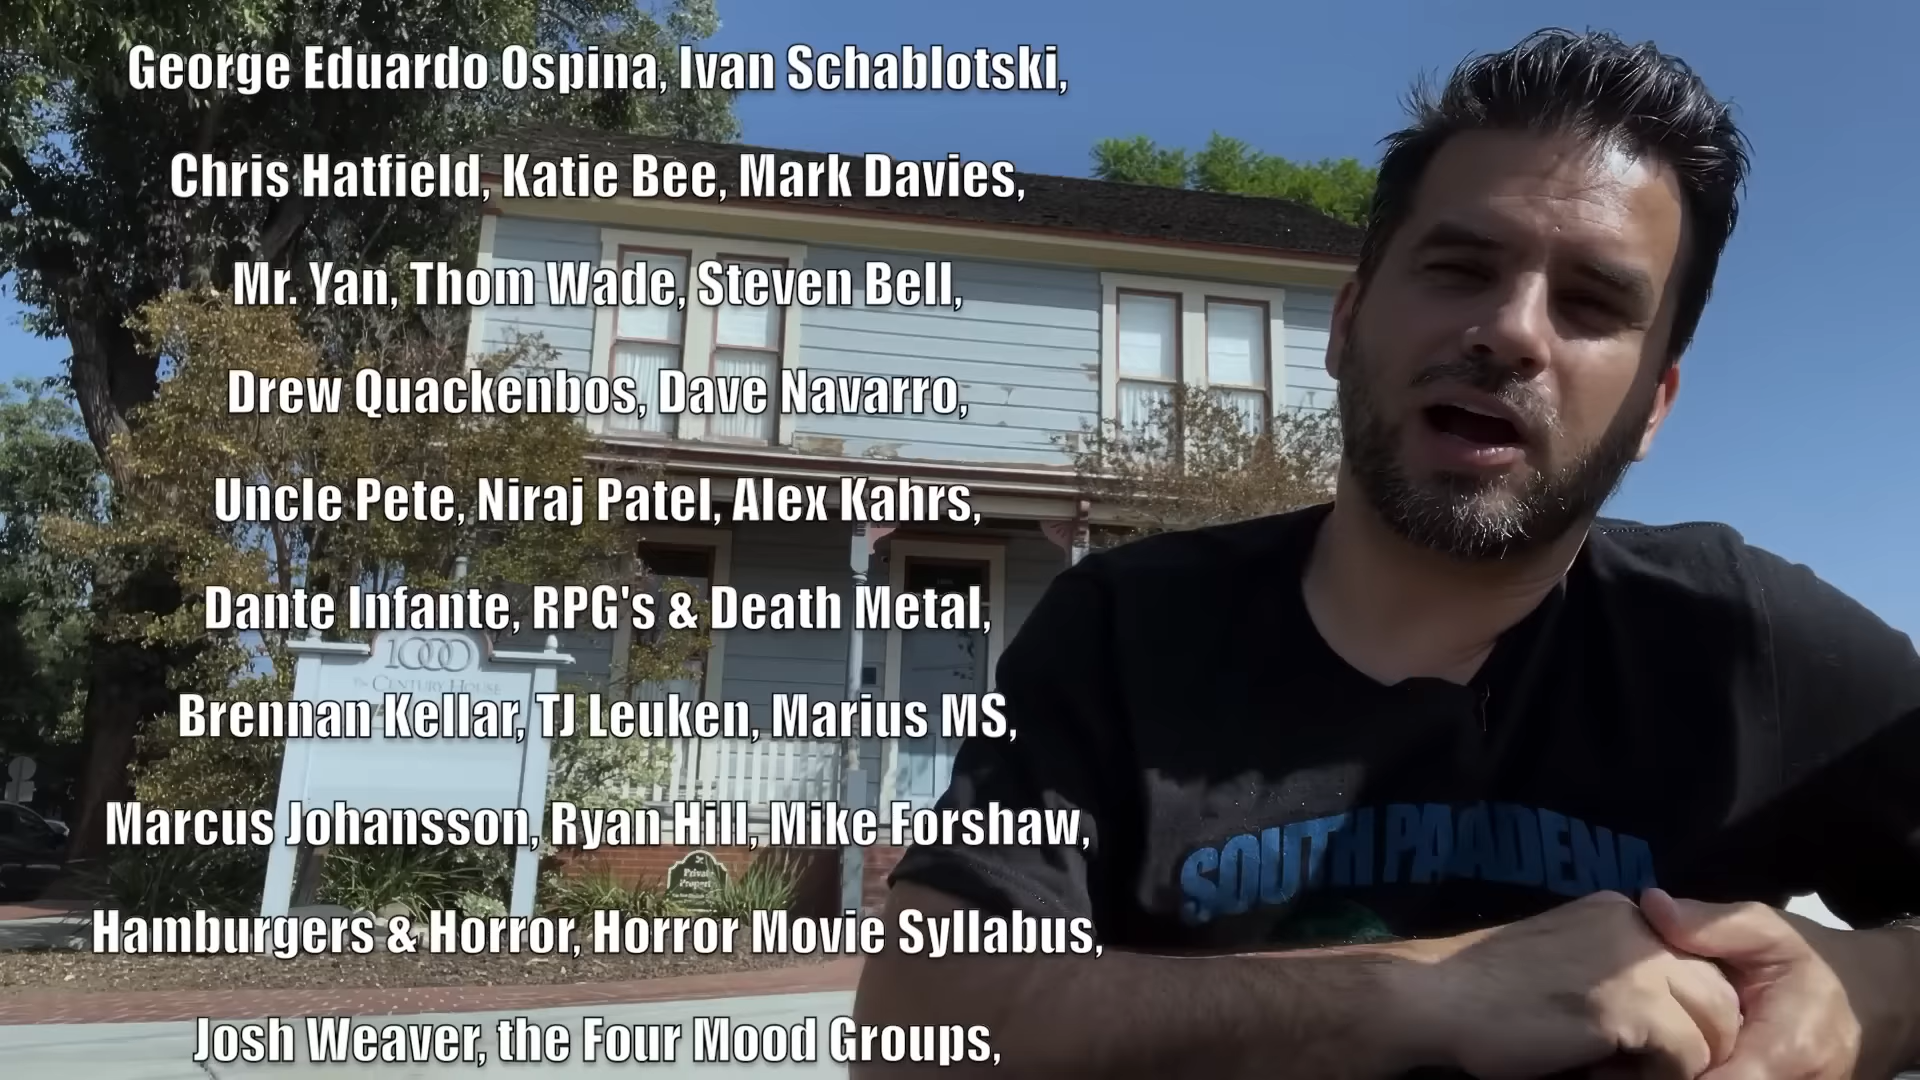 George Eduardo Ospina, Ivan Schablotski,
Chris Hatfield, Katie Bee, Mark Davies,
Mr. Yan, Thom Wade, Steven Bell,
Drew Quackenbos, Dave Navarro,
Uncle Pete, Niraj Patel, Alex Kahrs,
Dante Infante, RPG's & Death Metal,
1000
The Century House
Brennan Kellar, TJ Leuken, Marius MS,
Marcus Johansson, Ryan Hill, Mike Forshaw,
SOUTH PASADENA
Private
Property
Hamburgers & Horror, Horror Movie Syllabus,
Josh Weaver, the Four Mood Groups,